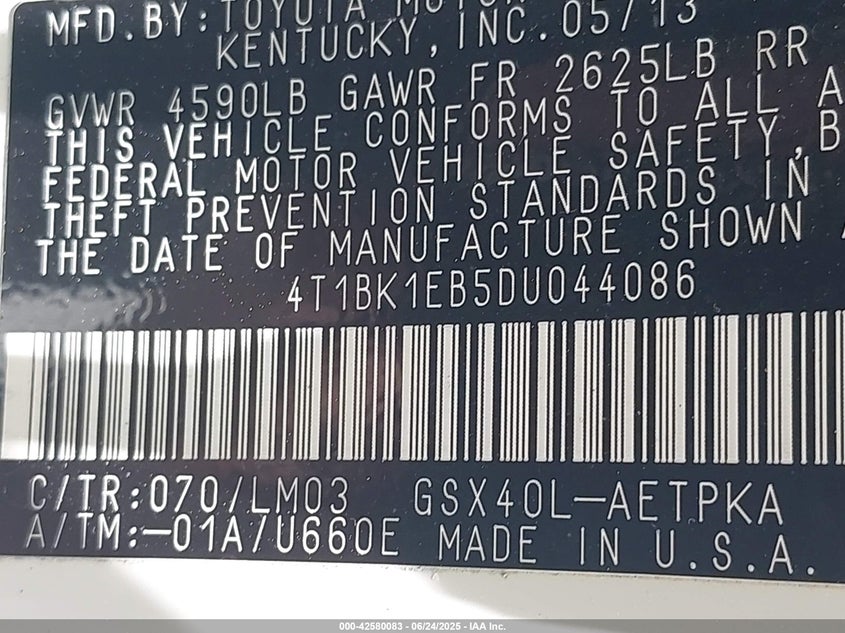 MFD.BY: TOYOTA MOTOR
KENTUCKY, INC. 05/13
GVWR 4590LB GAWR FR 2625LB RR
THIS VEHICLE CONFORMS TO ALL A
FEDERAL MOTOR VEHICLE SAFETY, B
THEFT PREVENTION STANDARDS IN
THE DATE OF MANUFACTURE SHOWN
4T1BK1EB5DU044086
C/TR:070/LM03 GSX40L-AETPKA
A/TM:-01A/U660E MADE IN U.S.A.
000-42580083 - 06/24/2025 - IAA Inc.